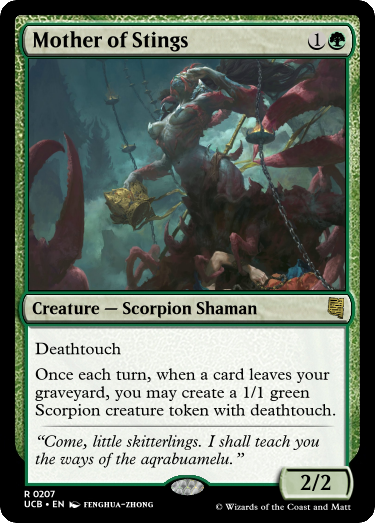 Mother of Stings 1
Creature — Scorpion Shaman
Deathtouch
Once each turn, when a card leaves your
graveyard, you may create a 1/1 green
Scorpion creature token with deathtouch.
“Come, little skitterlings. I shall teach you
the ways of the aqrabuamelu.”
2/2
R 0207
UCB • EN FENGHUA-ZHONG
© Wizards of the Coast and Matt